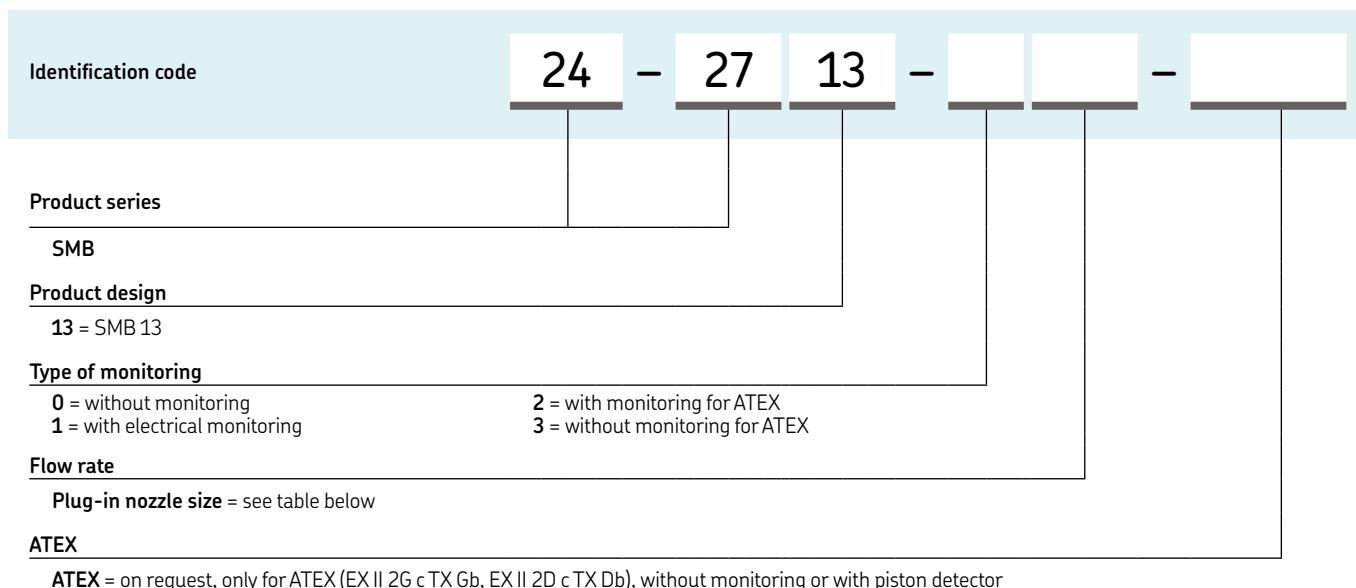 Identification code 24 – 27 13 – –
Product series
SMB
Product design
13 = SMB 13
Type of monitoring
0 = without monitoring 2 = with monitoring for ATEX
1 = with electrical monitoring 3 = without monitoring for ATEX
Flow rate
Plug-in nozzle size = see table below
ATEX
ATEX = on request, only for ATEX (EX II 2G c TX Gb, EX II 2D c TX Db), without monitoring or with piston detector